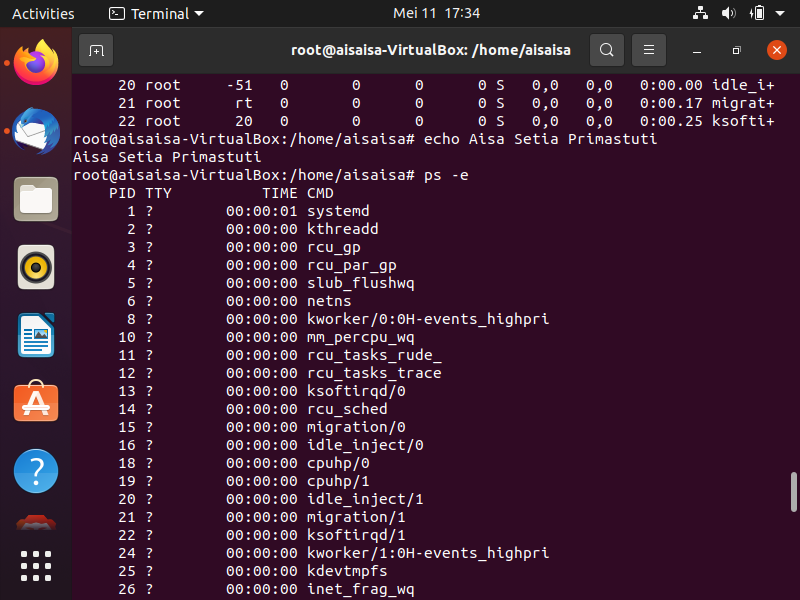 Activities Terminal Mei 11 17:34
root@aisaisa-VirtualBox: /home/aisaisa
20 root -51 0 0 0 0 S 0,0 0,0 0:00.00 idle_i+
21 root rt 0 0 0 0 S 0,0 0,0 0:00.17 migrat+
22 root 20 0 0 0 0 S 0,0 0,0 0:00.25 ksofti+
root@aisaisa-VirtualBox:/home/aisaisa# echo Aisa Setia Primastuti
Aisa Setia Primastuti
root@aisaisa-VirtualBox:/home/aisaisa# ps -e
PID TTY TIME CMD
1 ? 00:00:01 systemd
2 ? 00:00:00 kthreadd
3 ? 00:00:00 rcu_gp
4 ? 00:00:00 rcu_par_gp
5 ? 00:00:00 slub_flushwq
6 ? 00:00:00 netns
8 ? 00:00:00 kworker/0:0H-events_highpri
10 ? 00:00:00 mm_percpu_wq
11 ? 00:00:00 rcu_tasks_rude_
12 ? 00:00:00 rcu_tasks_trace
13 ? 00:00:00 ksoftirqd/0
14 ? 00:00:00 rcu_sched
15 ? 00:00:00 migration/0
16 ? 00:00:00 idle_inject/0
18 ? 00:00:00 cpuhp/0
19 ? 00:00:00 cpuhp/1
20 ? 00:00:00 idle_inject/1
21 ? 00:00:00 migration/1
22 ? 00:00:00 ksoftirqd/1
24 ? 00:00:00 kworker/1:0H-events_highpri
25 ? 00:00:00 kdevtmpfs
26 ? 00:00:00 inet_frag_wq